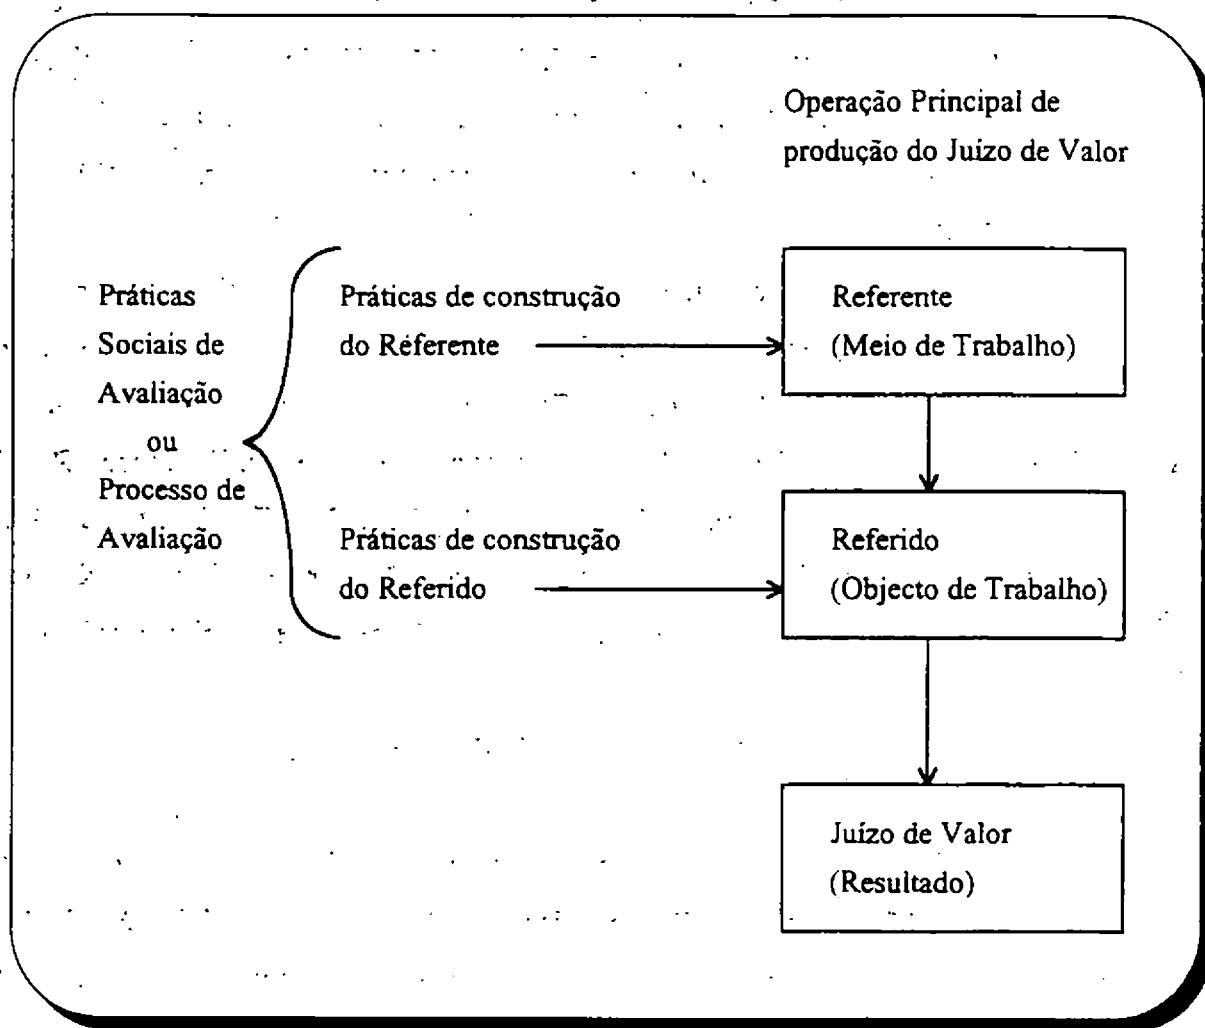 Operação Principal de
produção do Juízo de Valor
Práticas
Sociais de
Avaliação
ou
Processo de
Avaliação
Práticas de construção
do Referente
Práticas de construção
do Referido
Referente
(Meio de Trabalho)
Referido
(Objecto de Trabalho)
Juízo de Valor
(Resultado)